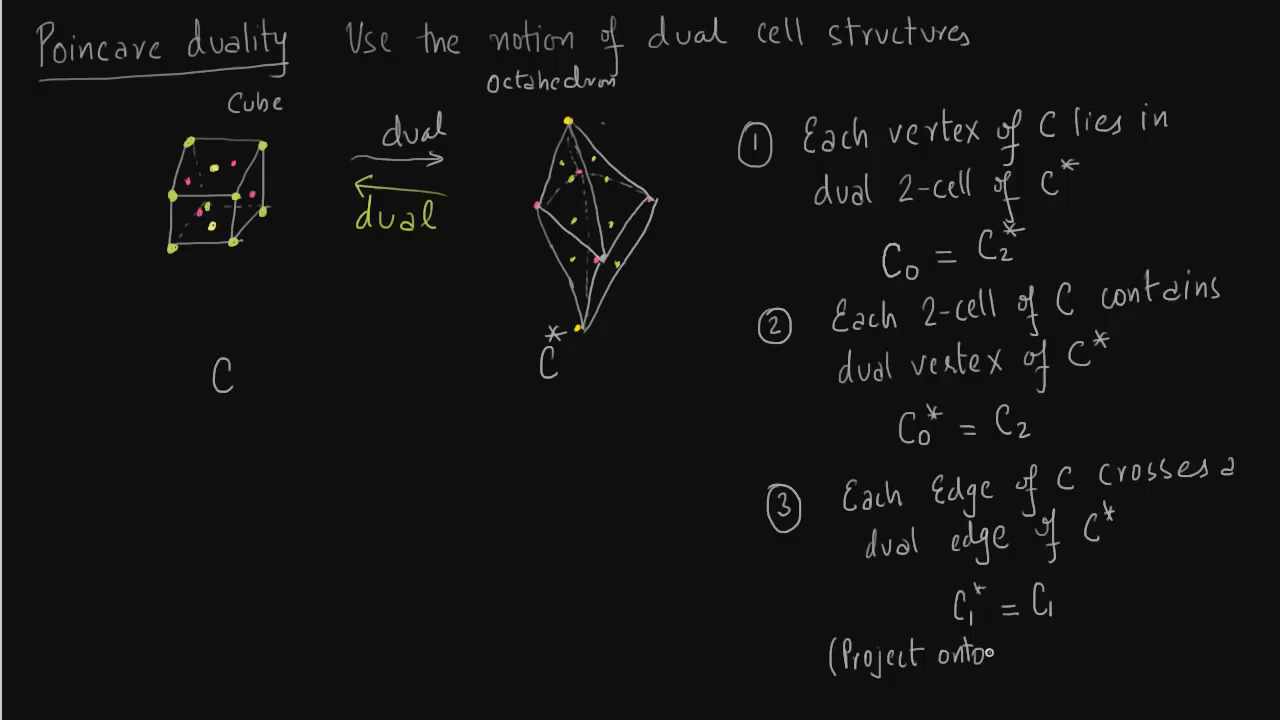 Poincare duality Use the notion of dual cell structures
Cube
Octahedron
dual
dual
C
C*
① Each vertex of C lies in
dual 2-cell of C*
C₀ = C₂*
② Each 2-cell of C contains
dual vertex of C*
C₀* = C₂
③ Each Edge of C crosses a
dual edge of C*
C₁* = C₁
(Project onto